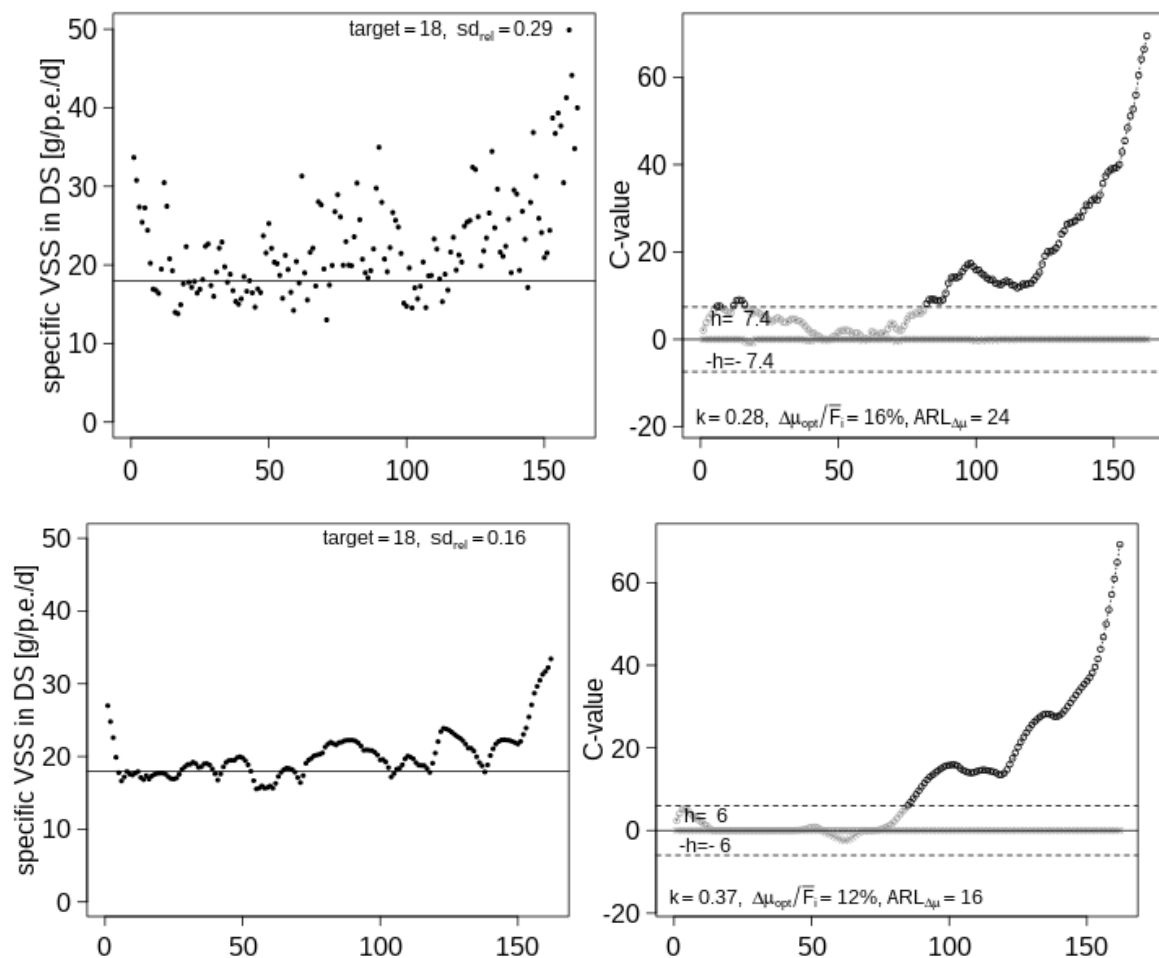 target = 18, sd_rel = 0.29
specific VSS in DS [g/p.e./d]
50
40
30
20
10
0
0 50 100 150
C-value
60
40
20
0
-20
h= 7.4
-h=- 7.4
k = 0.28, Δμ_opt/F̅_i = 16%, ARL_Δμ = 24
0 50 100 150
target = 18, sd_rel = 0.16
specific VSS in DS [g/p.e./d]
50
40
30
20
10
0
0 50 100 150
C-value
60
40
20
0
-20
h= 6
-h=- 6
k = 0.37, Δμ_opt/F̅_i = 12%, ARL_Δμ = 16
0 50 100 150